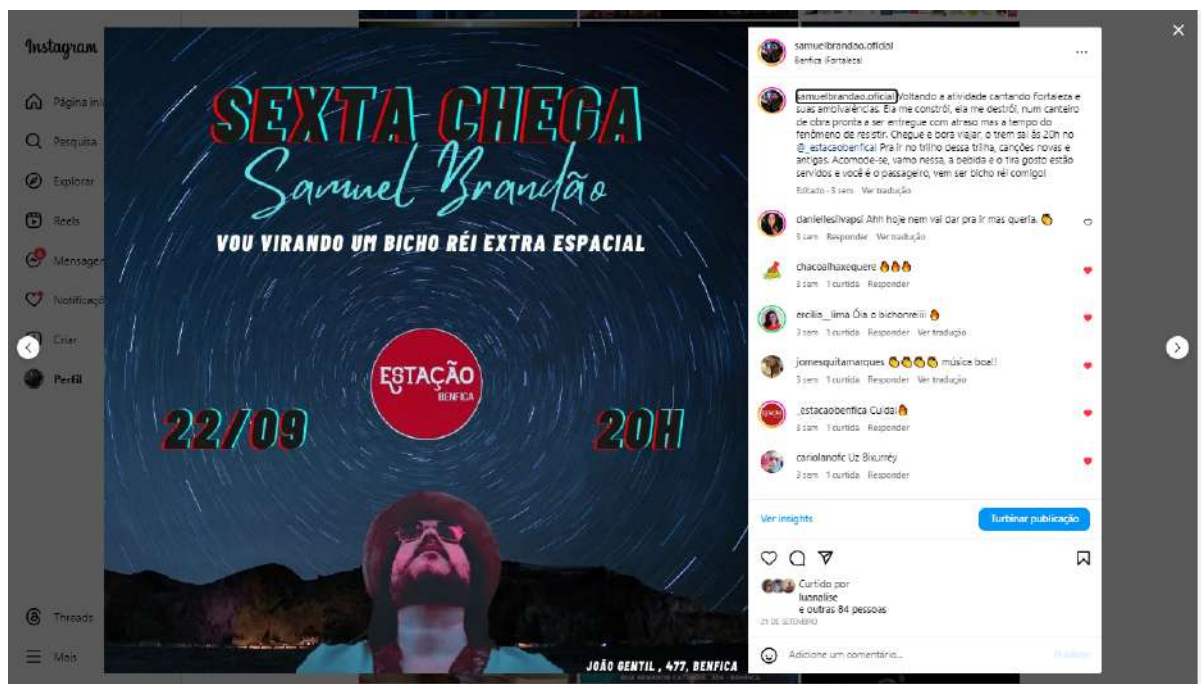 Instagram
Página ini
Pesquisa
Explorar
Reels
Mensagen
Notificaçõ
Criar
Perfil
Threads
Mais
SEXTA CHEGA
Samuel Brandão
VOU VIRANDO UM BICHO RÉI EXTRA ESPACIAL
ESTAÇÃO
BENFICA
22/09
20H
JOÃO GENTIL, 477, BENFICA
samuelbrandao.oficial
Benfica (Fortaleza)
samuelbrandao.oficial Voltando a atividade cantando Fortaleza e
suas ambivalências. Ela me constrói, ela me destrói, num canteiro
de obra pronta a ser entregue com atraso mas a tempo do
fenômeno de resistir. Chegue e bora viajar, o trem sai às 20h no
@_estacaobenfica! Pra ir no trilho dessa trilha, canções novas e
antigas. Acomode-se, vamo nessa, a bebida e o tira gosto estão
servidos e você é o passageiro, vem ser bicho réi comigo!
Editado · 3 sem Ver tradução
daniellesilvapsi Ahh hoje nem vai dar pra ir mas queria. 👏
3 sem Responder Ver tradução
chacoalhaxequere 🔥🔥🔥
3 sem 1 curtida Responder
ercilia__lima Óia o bichonreiii 🔥
3 sem 1 curtida Responder Ver tradução
jomesquitamarques 👏👏👏👏 música boa!!
3 sem 1 curtida Responder Ver tradução
_estacaobenfica Cuida!🔥
3 sem 1 curtida Responder
cariolanofc Uz Bixurréy
3 sem 1 curtida Responder
Ver insights
Turbinar publicação
Curtido por
luanalise
e outras 84 pessoas
21 DE SETEMBRO
Adicione um comentário...
Publicar